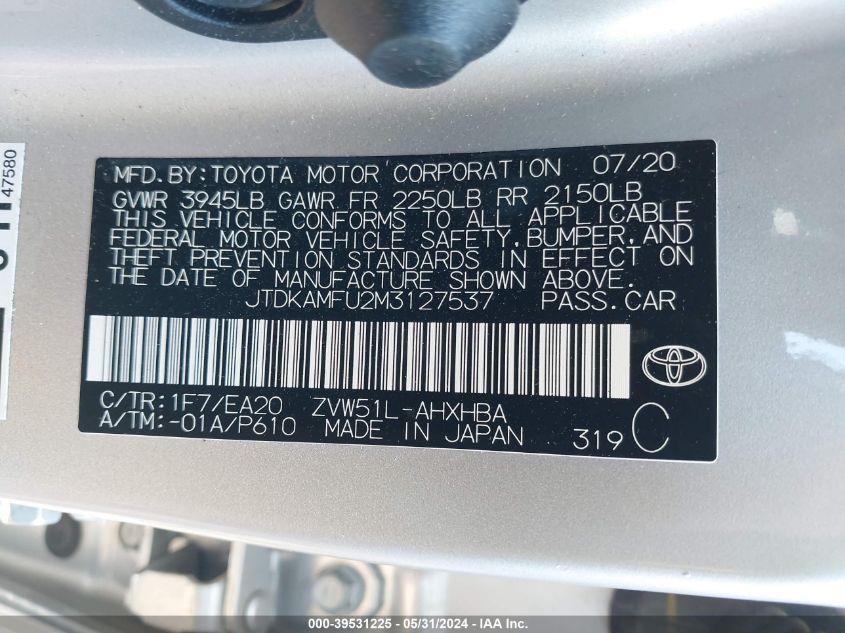 MFD.BY:TOYOTA MOTOR CORPORATION 07/20
GVWR 3945LB GAWR FR 2250LB RR 2150LB
THIS VEHICLE CONFORMS TO ALL APPLICABLE
FEDERAL MOTOR VEHICLE SAFETY,BUMPER,AND
THEFT PREVENTION STANDARDS IN EFFECT ON
THE DATE OF MANUFACTURE SHOWN ABOVE.
JTDKAMFU2M3127537 PASS.CAR
C/TR:1F7/EA20 ZVW51L-AHXHBA
A/TM:-01A/P610 MADE IN JAPAN 319 C
47580
000-39531225 - 05/31/2024 - IAA Inc.